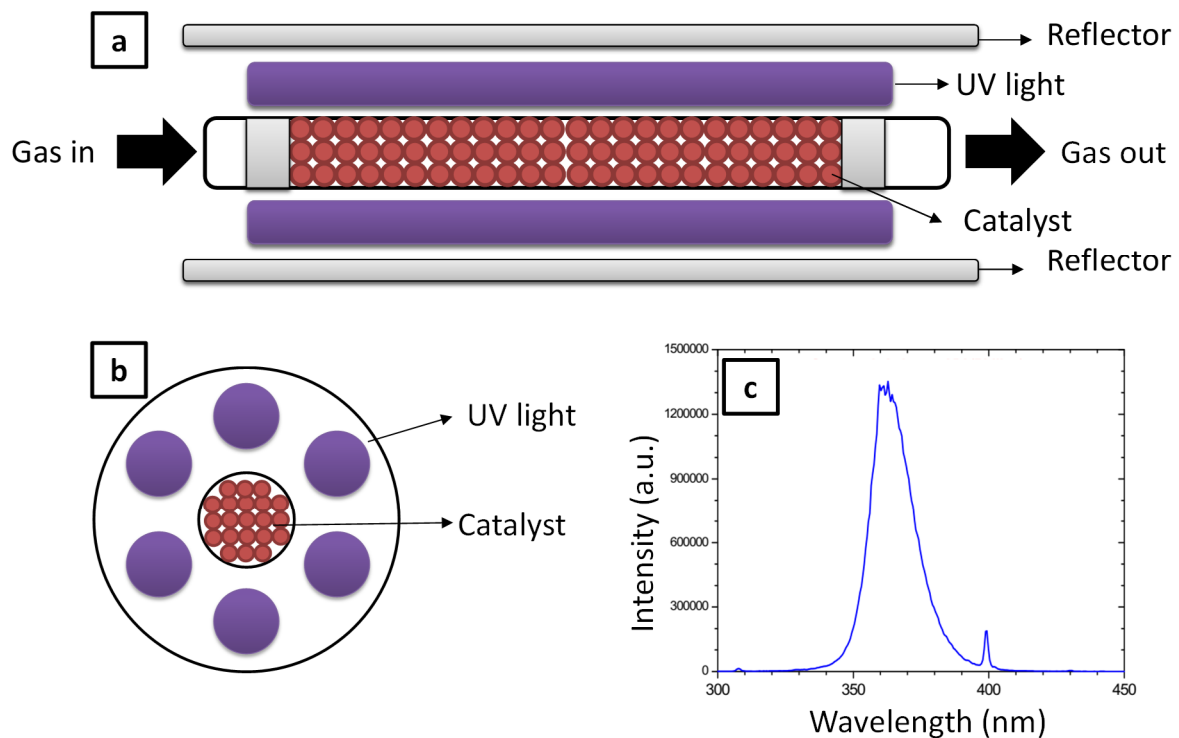 a
Reflector
UV light
Gas in
Gas out
Catalyst
Reflector
b
UV light
Catalyst
c
1500000
1200000
900000
600000
300000
0
300
350
400
450
Intensity (a.u.)
Wavelength (nm)